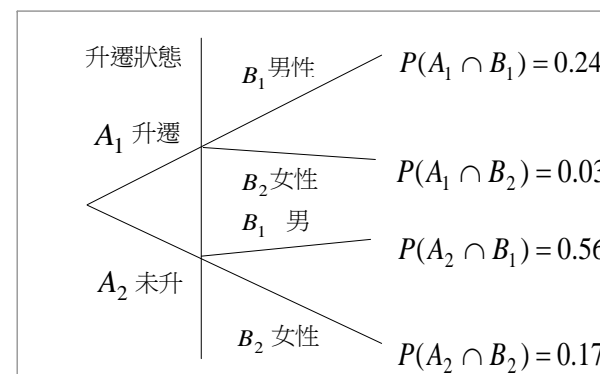 升遷狀態
B₁男性
P(A₁ ∩ B₁) = 0.24
A₁ 升遷
B₂女性
P(A₁ ∩ B₂) = 0.03
B₁ 男
P(A₂ ∩ B₁) = 0.56
A₂ 未升
B₂ 女性
P(A₂ ∩ B₂) = 0.17